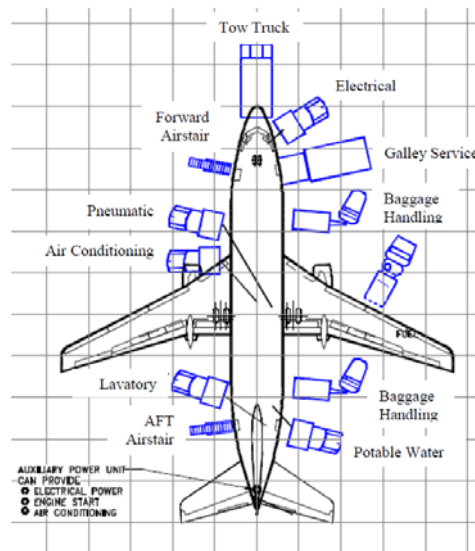 Tow Truck
Electrical
Forward
Airstair
Galley Service
Pneumatic
Baggage
Handling
Air Conditioning
FUEL
Lavatory
Baggage
Handling
AFT
Airstair
Potable Water
AUXILIARY POWER UNIT
CAN PROVIDE
ELECTRICAL POWER
ENGINE START
AIR CONDITIONING